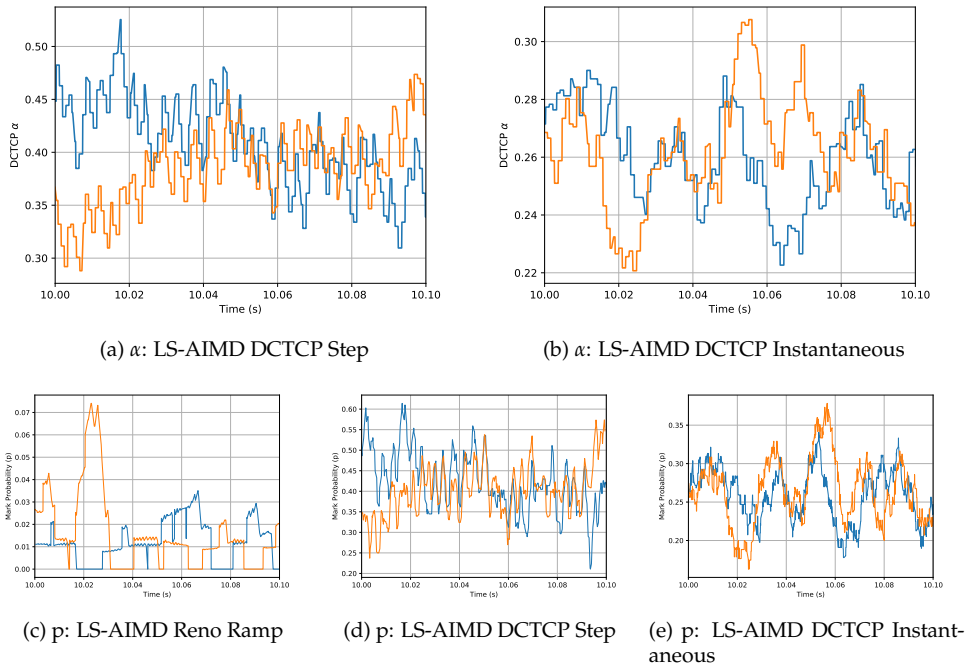 0.50
0.45
0.40
0.35
0.30
DCTCP α
10.00 10.02 10.04 10.06 10.08 10.10
Time (s)
(a) α: LS-AIMD DCTCP Step
0.30
0.28
0.26
0.24
0.22
DCTCP α
10.00 10.02 10.04 10.06 10.08 10.10
Time (s)
(b) α: LS-AIMD DCTCP Instantaneous
0.07
0.06
0.05
0.04
0.03
0.02
0.01
0.00
Mark Probability (p)
10.00 10.02 10.04 10.06 10.08 10.10
Time (s)
(c) p: LS-AIMD Reno Ramp
0.60
0.55
0.50
0.45
0.40
0.35
0.30
0.25
0.20
Mark Probability (p)
10.00 10.02 10.04 10.06 10.08 10.10
Time (s)
(d) p: LS-AIMD DCTCP Step
0.35
0.30
0.25
0.20
Mark Probability (p)
10.00 10.02 10.04 10.06 10.08 10.10
Time (s)
(e) p: LS-AIMD DCTCP Instant-
aneous